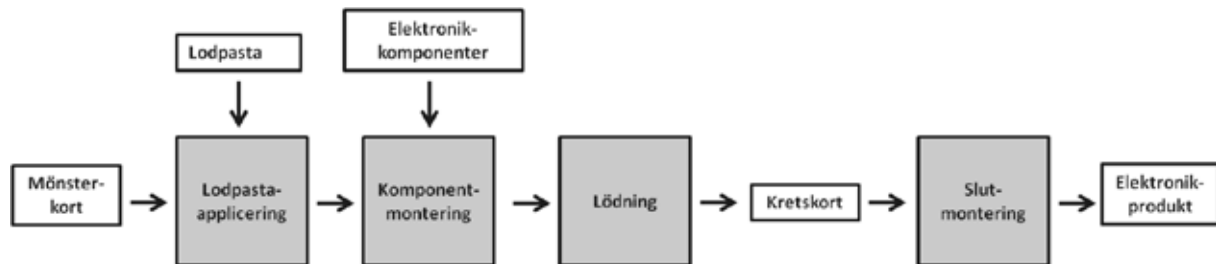 Lodpasta
Elektronik-
komponenter
Mönster-
kort
Lodpasta-
applicering
Komponent-
montering
Lödning
Kretskort
Slut-
montering
Elektronik-
produkt